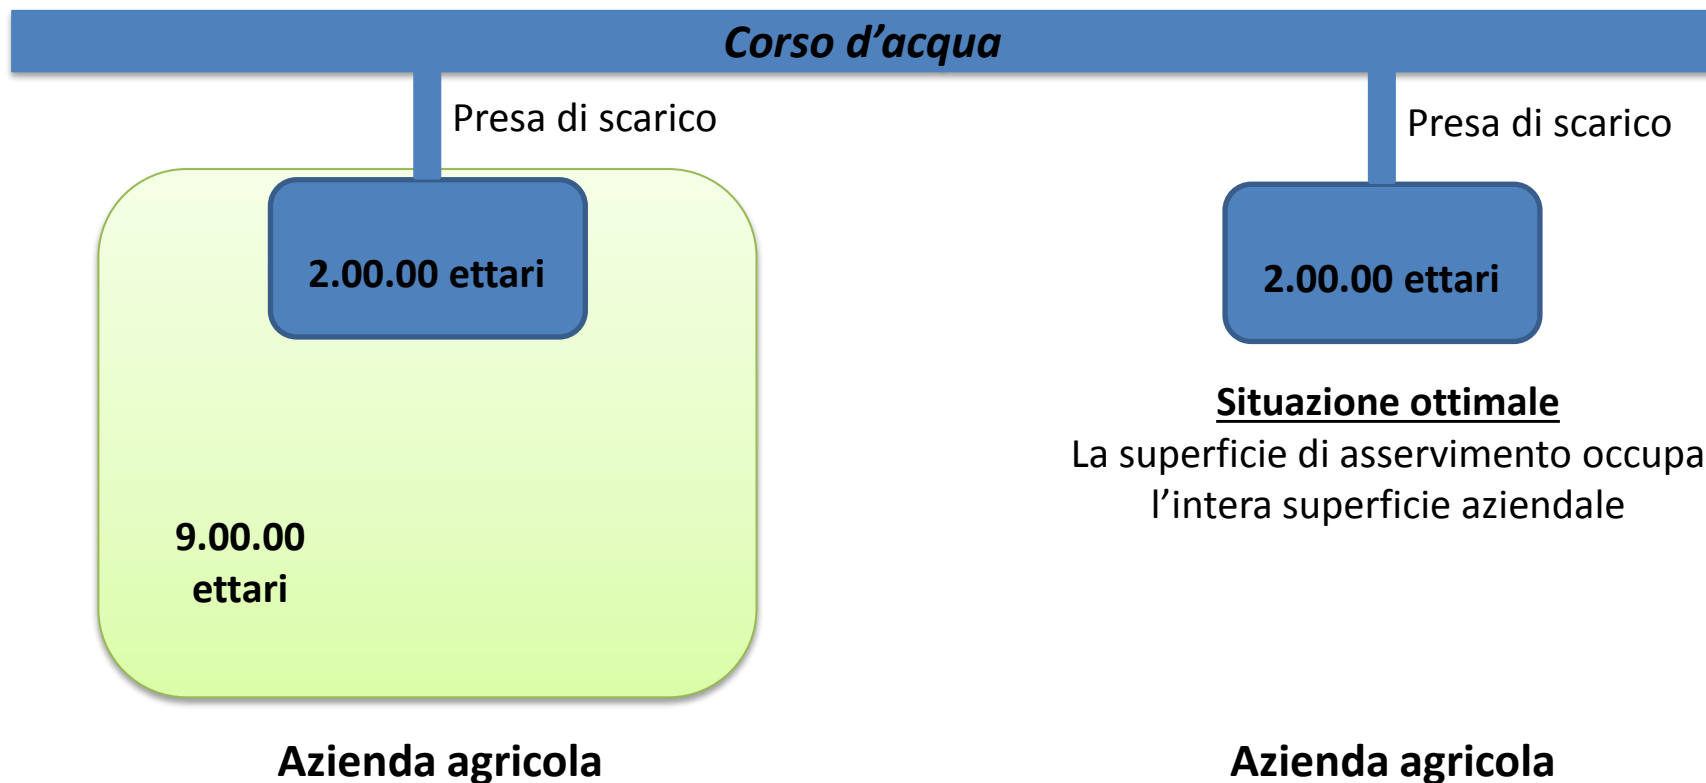 Corso d’acqua
Presa di scarico
Presa di scarico
2.00.00 ettari
2.00.00 ettari
Situazione ottimale
La superficie di asservimento occupa
l’intera superficie aziendale
9.00.00
ettari
Azienda agricola
Azienda agricola